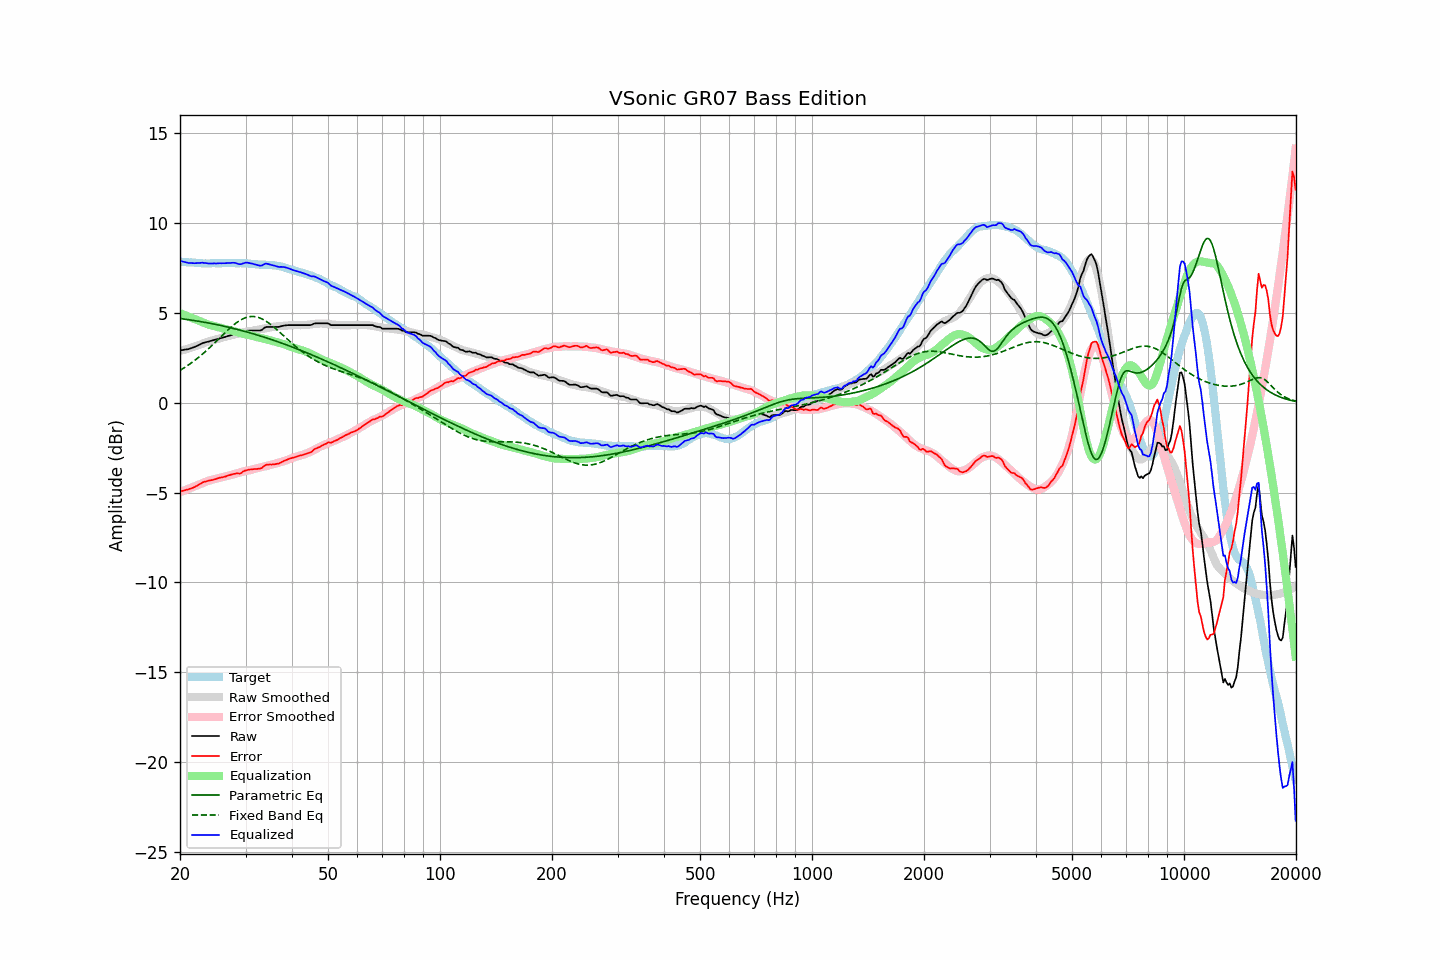 VSonic GR07 Bass Edition
Amplitude (dBr)
15
10
5
0
−5
−10
−15
−20
−25
Target
Raw Smoothed
Error Smoothed
Raw
Error
Equalization
Parametric Eq
Fixed Band Eq
Equalized
20 50 100 200 500 1000 2000 5000 10000 20000
Frequency (Hz)